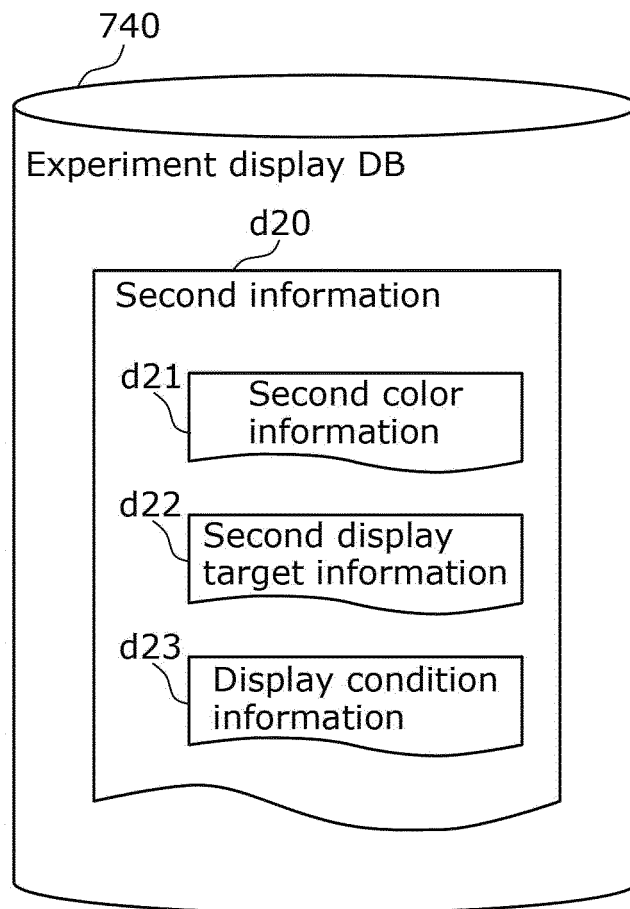 740
Experiment display DB
d20
Second information
d21
Second color
information
d22
Second display
target information
d23
Display condition
information